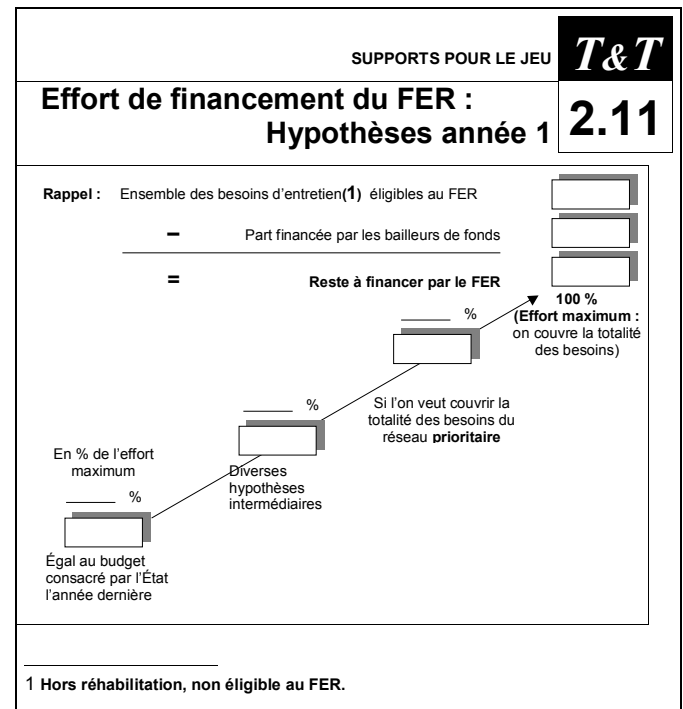 SUPPORTS POUR LE JEU
T&T
Effort de financement du FER :
Hypothèses année 1
2.11
Rappel : Ensemble des besoins d'entretien(1) éligibles au FER
– Part financée par les bailleurs de fonds
= Reste à financer par le FER
100 %
(Effort maximum :
on couvre la totalité
des besoins)
______ %
Si l'on veut couvrir la
totalité des besoins du
réseau prioritaire
______ %
Diverses
hypothèses
intermédiaires
En % de l'effort
maximum
______ %
Égal au budget
consacré par l'État
l'année dernière
1 Hors réhabilitation, non éligible au FER.